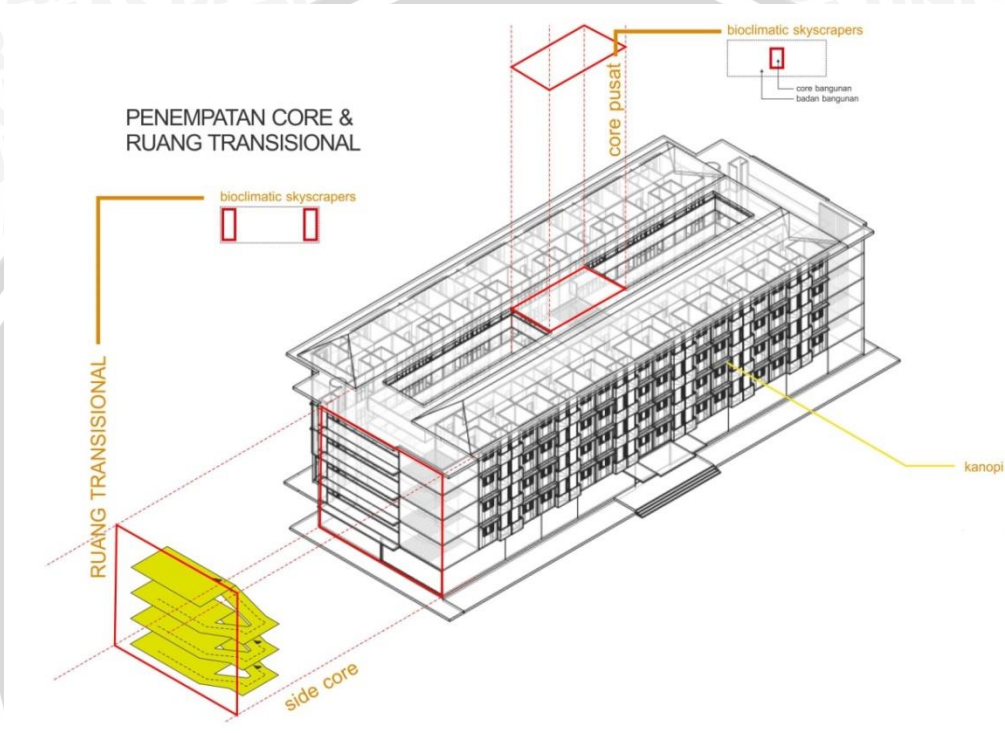 bioclimatic skyscrapers
core bangunan
badan bangunan
core pusat
PENEMPATAN CORE &
RUANG TRANSISIONAL
bioclimatic skyscrapers
RUANG TRANSISIONAL
kanopi
side core